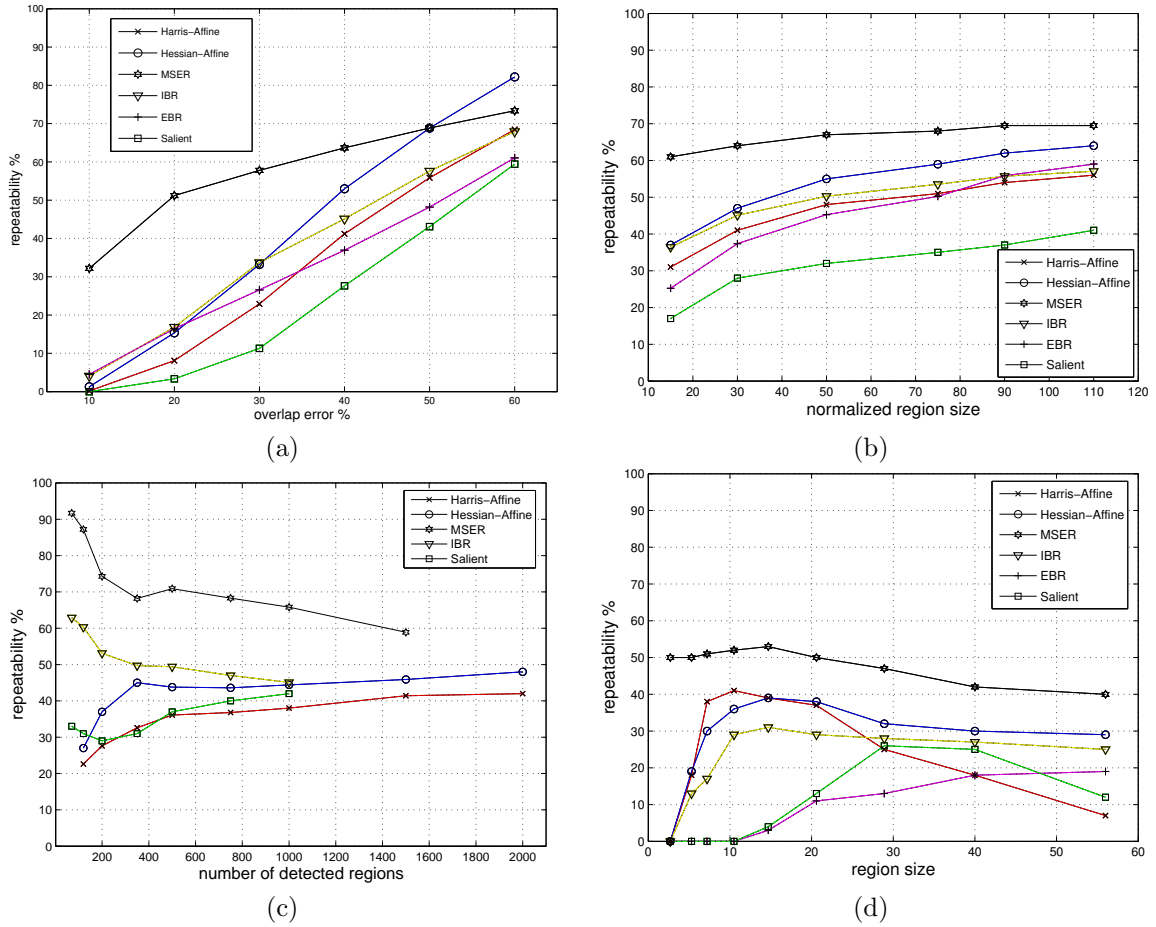 100
90
80
70
60
50
40
30
20
10
0
repeatability %
Harris−Affine
Hessian−Affine
MSER
IBR
EBR
Salient
10 20 30 40 50 60
overlap error %
(a)
100
90
80
70
60
50
40
30
20
10
0
repeatability %
Harris−Affine
Hessian−Affine
MSER
IBR
EBR
Salient
10 20 30 40 50 60 70 80 90 100 110 120
normalized region size
(b)
100
90
80
70
60
50
40
30
20
10
0
repeatability %
Harris−Affine
Hessian−Affine
MSER
IBR
Salient
200 400 600 800 1000 1200 1400 1600 1800 2000
number of detected regions
(c)
100
90
80
70
60
50
40
30
20
10
0
repeatability %
Harris−Affine
Hessian−Affine
MSER
IBR
EBR
Salient
0 10 20 30 40 50 60
region size
(d)